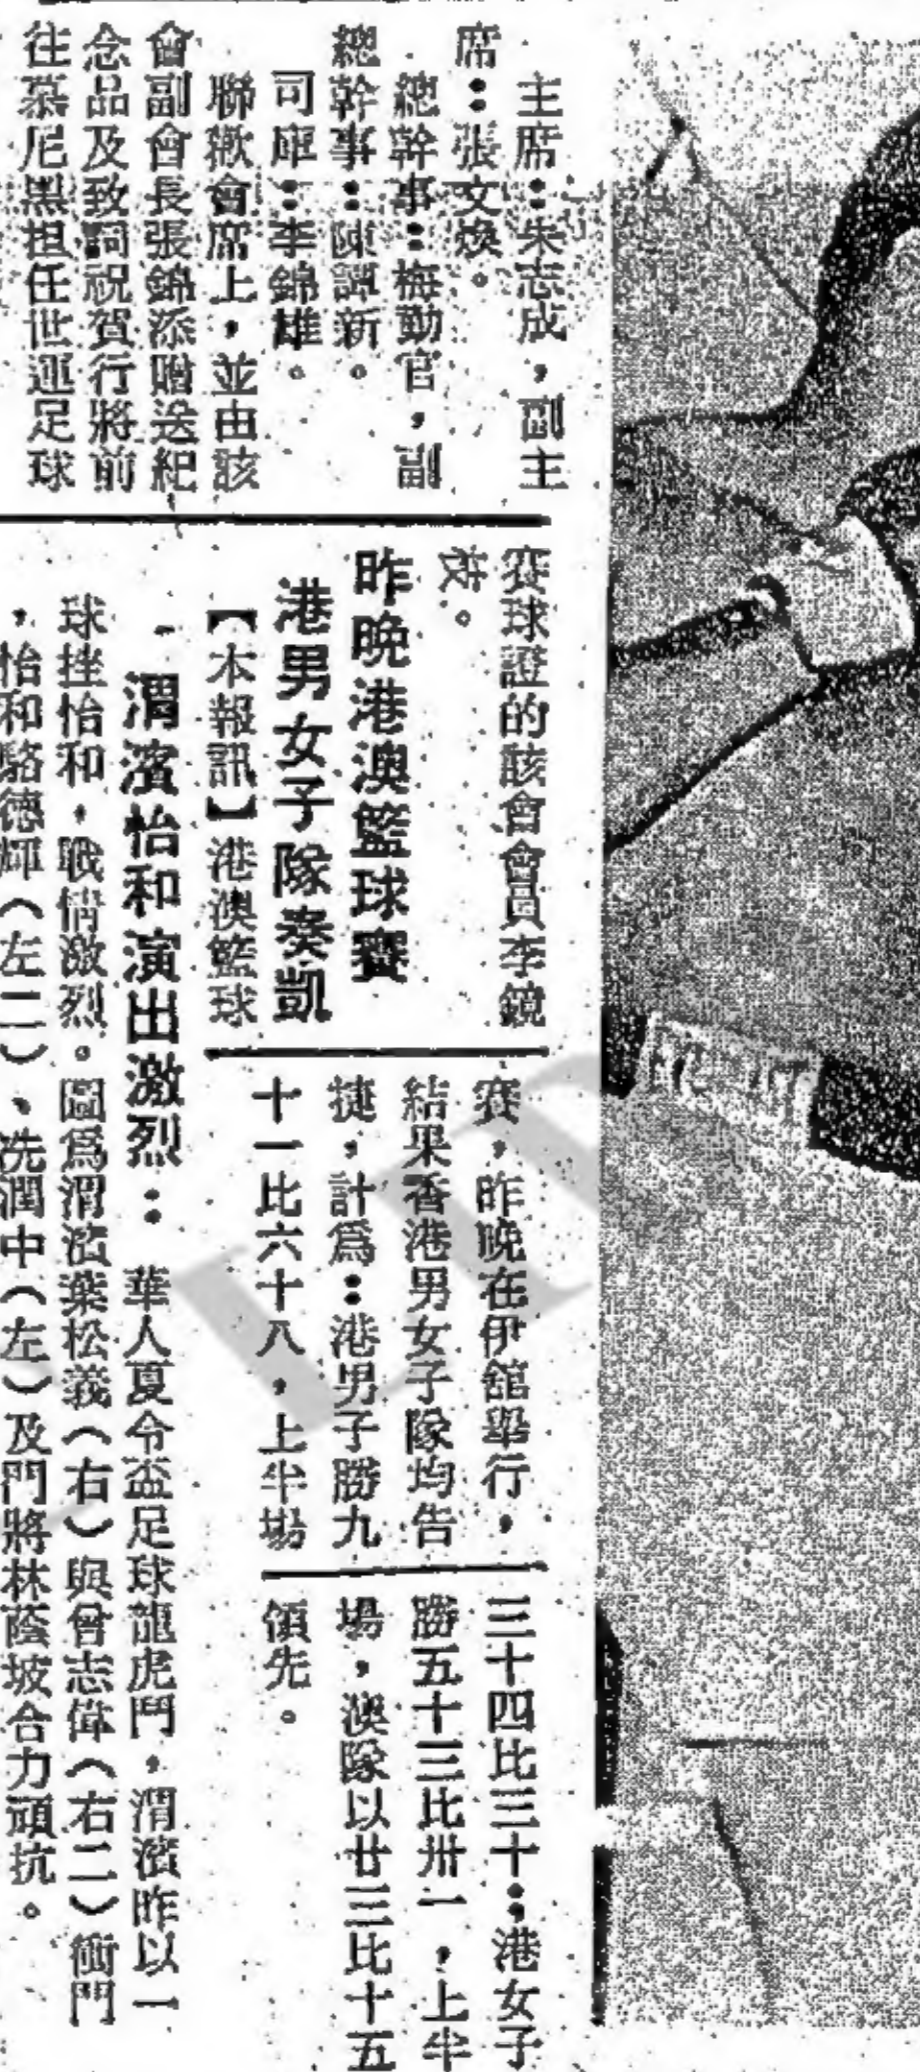 主席：朱志成，副主
席：張文煥。
總幹事：梅勤官，副
總幹事：陳譚新。
司庫：李錦雄。
聯歡會席上，並由該
會副會長張錦添贈送紀
念品及致詞祝賀行將前
往慕尼黑担任世運足球
賽球證的該會會員李鏡
波。
昨晚港澳籃球賽
港男女子隊奏凱
【本報訊】港澳籃球
賽，昨晚在伊舘舉行，
結果香港男女子隊均告
捷，計爲：港男子勝九
十一比六十八，上半塲
三十四比三十；港女子
勝五十三比卅一，上半
塲，澳隊以廿三比十五
領先。
渭濱怡和演出激烈： 華人夏令盃足球龍虎鬥，渭濱昨以一
球挫怡和，戰情激烈。圖爲渭濱葉松義（右）與曾志偉（右二）衝門
，怡和駱德輝（左二）、冼潤中（左）及門將林蔭坡合力頑抗。